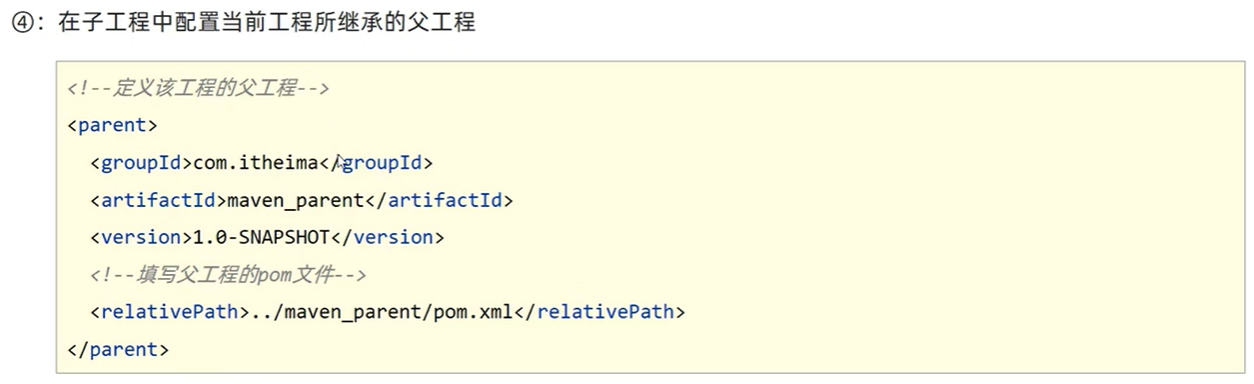 ④：在子工程中配置当前工程所继承的父工程
<!--定义该工程的父工程-->
<parent>
<groupId>com.itheima</groupId>
<artifactId>maven_parent</artifactId>
<version>1.0-SNAPSHOT</version>
<!--填写父工程的pom文件-->
<relativePath>../maven_parent/pom.xml</relativePath>
</parent>